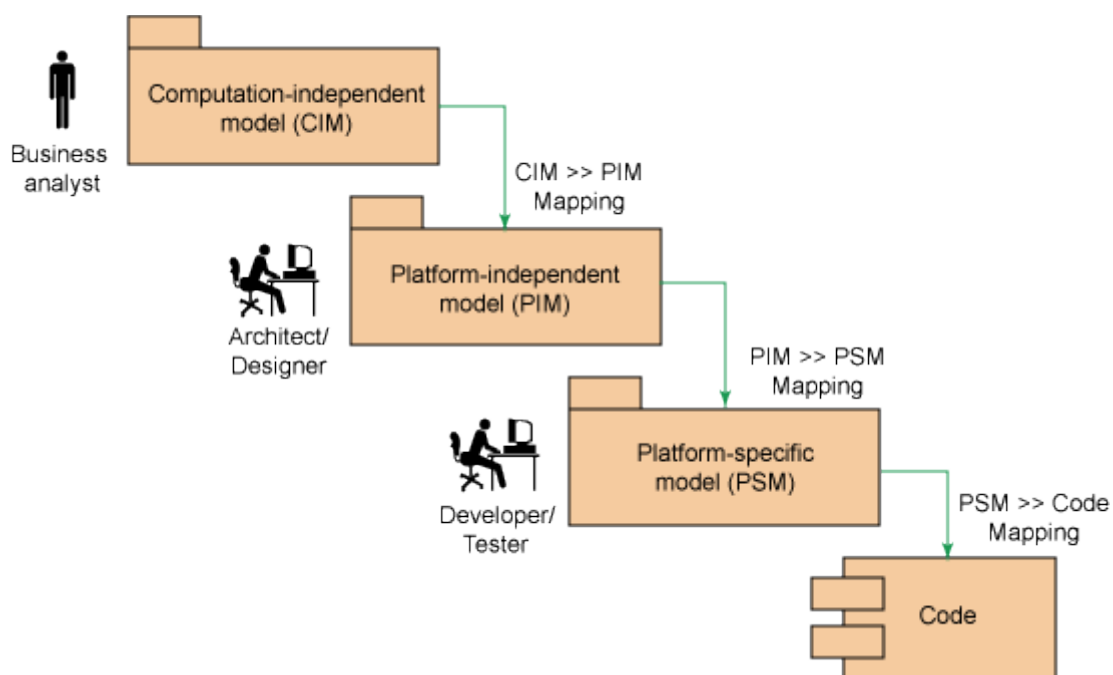 Computation-independent
model (CIM)
Business
analyst
CIM >> PIM
Mapping
Platform-independent
model (PIM)
Architect/
Designer
PIM >> PSM
Mapping
Platform-specific
model (PSM)
Developer/
Tester
PSM >> Code
Mapping
Code